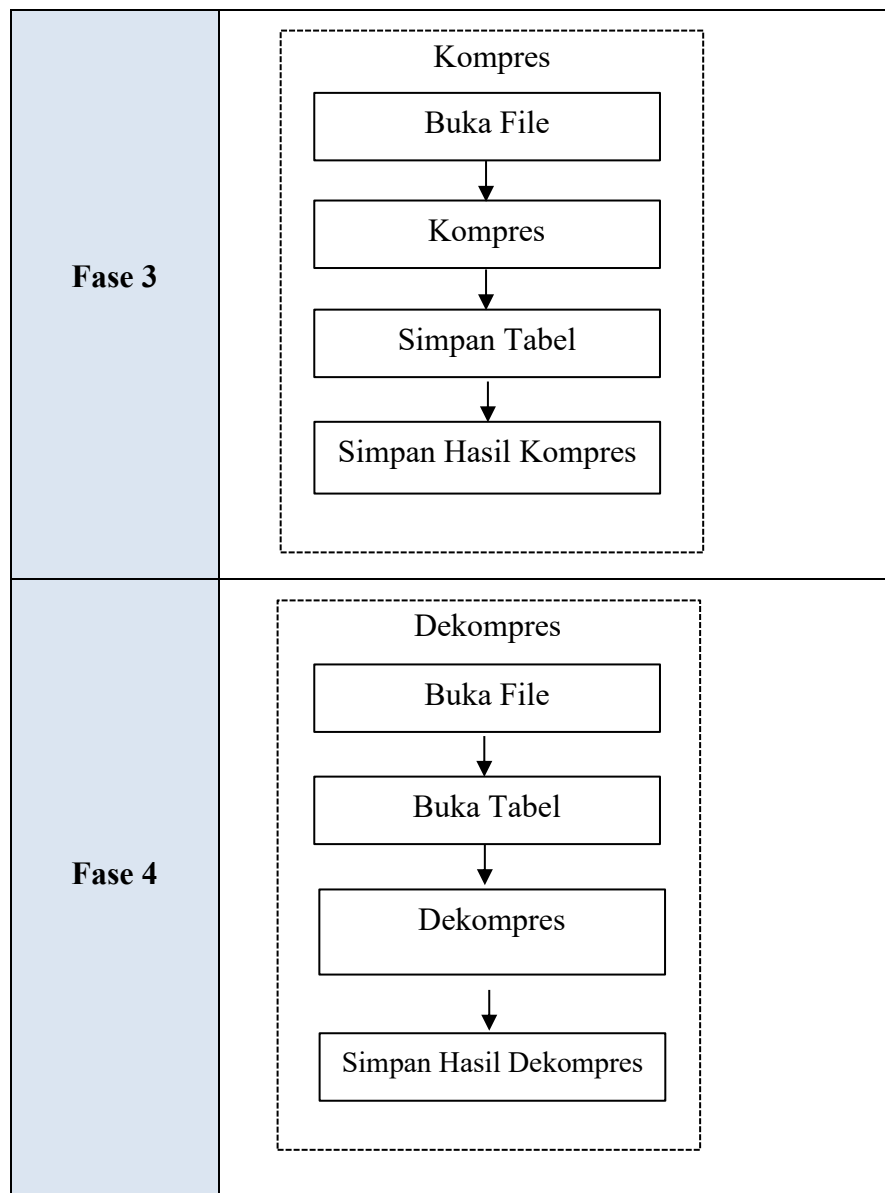 Fase 3
Kompres
Buka File
Kompres
Simpan Tabel
Simpan Hasil Kompres
Fase 4
Dekompres
Buka File
Buka Tabel
Dekompres
Simpan Hasil Dekompres